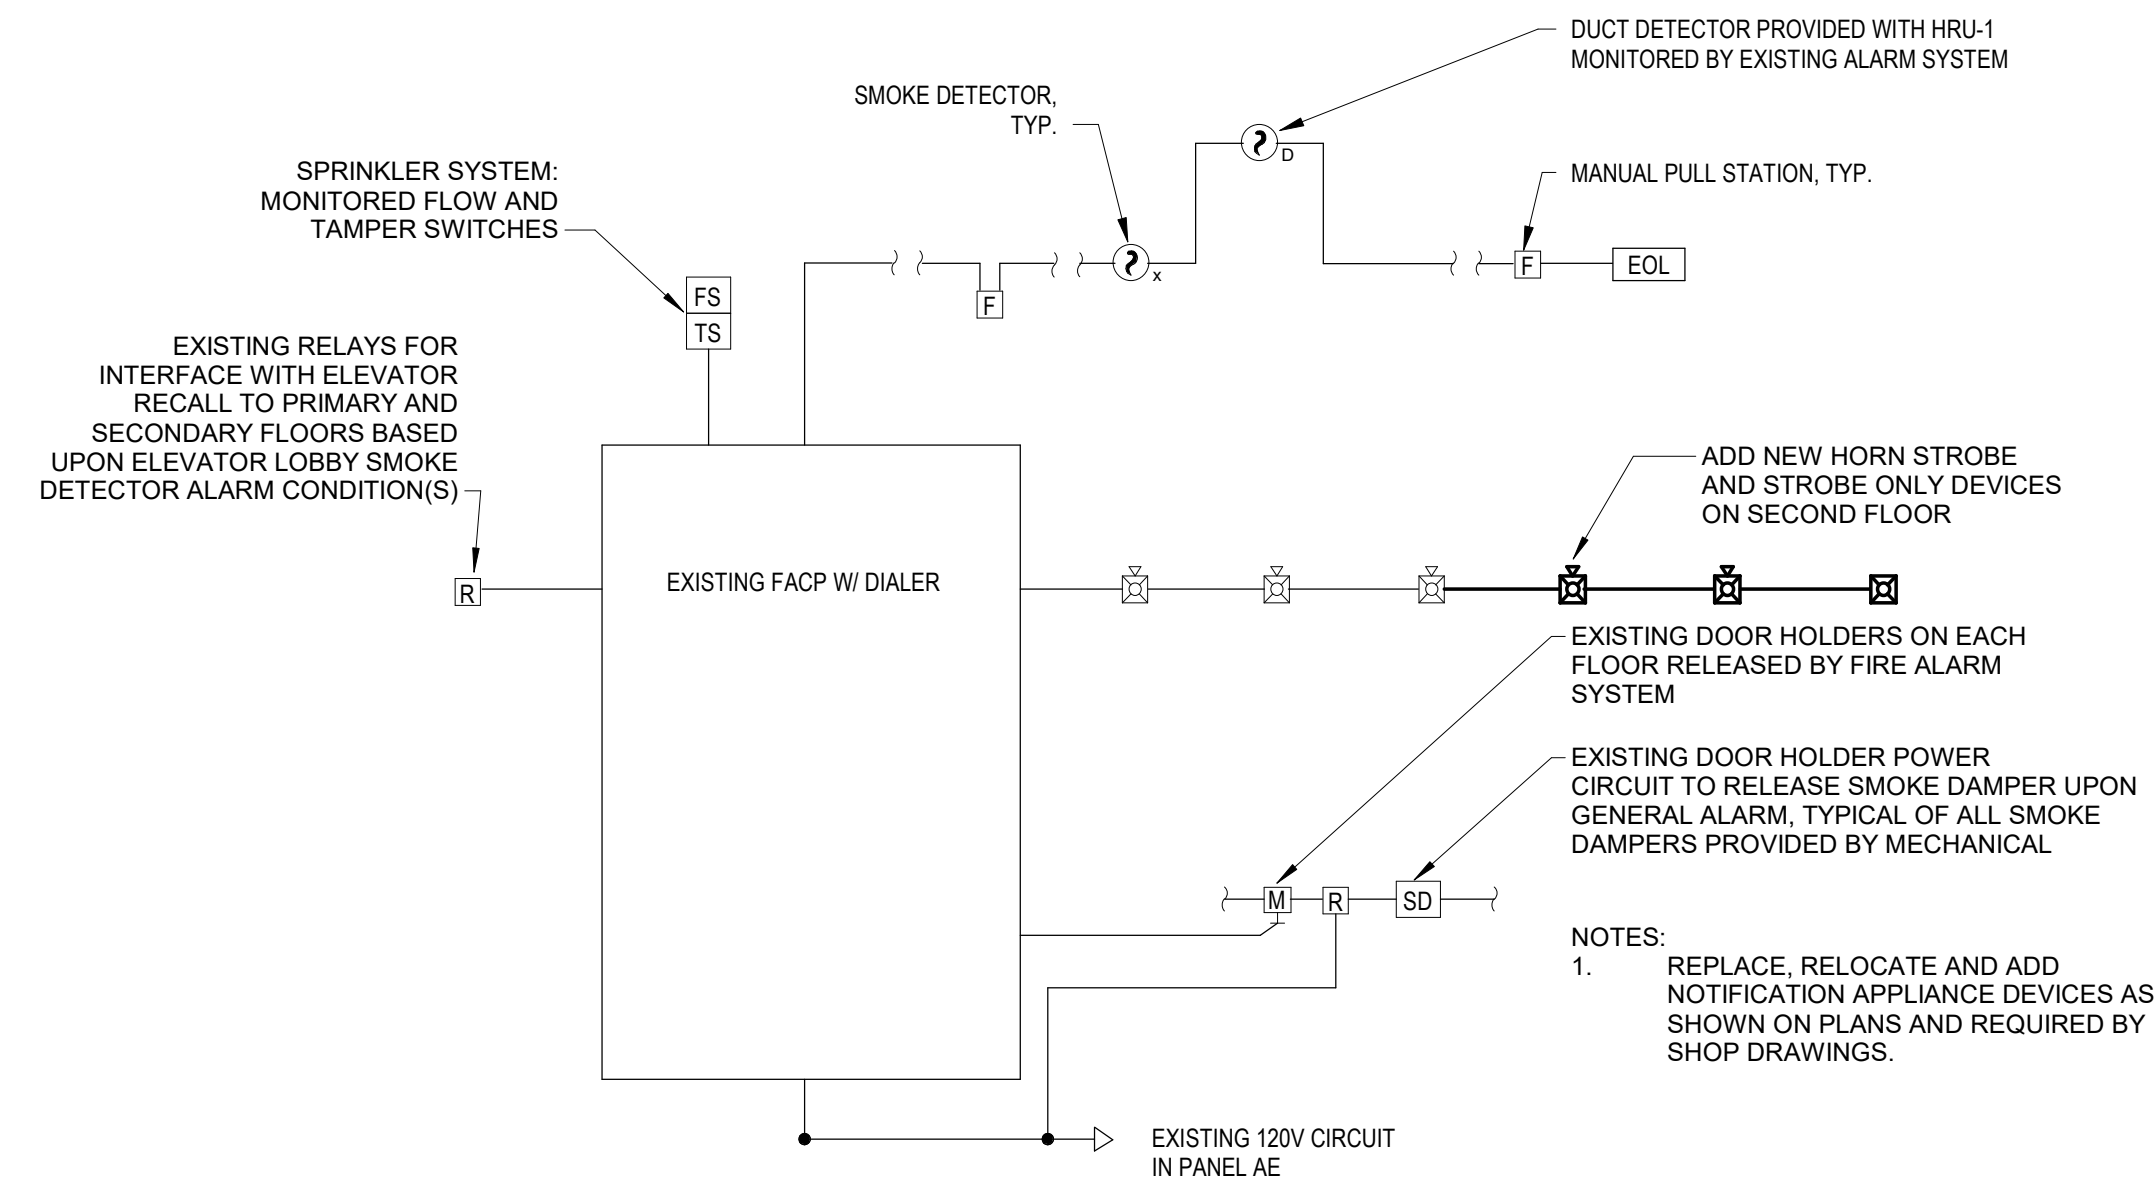 DUCT DETECTOR PROVIDED WITH HRU-1
MONITORED BY EXISTING ALARM SYSTEM
SMOKE DETECTOR,
TYP.
D
MANUAL PULL STATION, TYP.
SPRINKLER SYSTEM:
MONITORED FLOW AND
TAMPER SWITCHES
x
F
EOL
FS
F
TS
EXISTING RELAYS FOR
INTERFACE WITH ELEVATOR
RECALL TO PRIMARY AND
SECONDARY FLOORS BASED
UPON ELEVATOR LOBBY SMOKE
DETECTOR ALARM CONDITION(S)
ADD NEW HORN STROBE
AND STROBE ONLY DEVICES
ON SECOND FLOOR
R
EXISTING FACP W/ DIALER
EXISTING DOOR HOLDERS ON EACH
FLOOR RELEASED BY FIRE ALARM
SYSTEM
EXISTING DOOR HOLDER POWER
CIRCUIT TO RELEASE SMOKE DAMPER UPON
GENERAL ALARM, TYPICAL OF ALL SMOKE
DAMPERS PROVIDED BY MECHANICAL
M
R
SD
NOTES:
1. REPLACE, RELOCATE AND ADD
NOTIFICATION APPLIANCE DEVICES AS
SHOWN ON PLANS AND REQUIRED BY
SHOP DRAWINGS.
EXISTING 120V CIRCUIT
IN PANEL AE